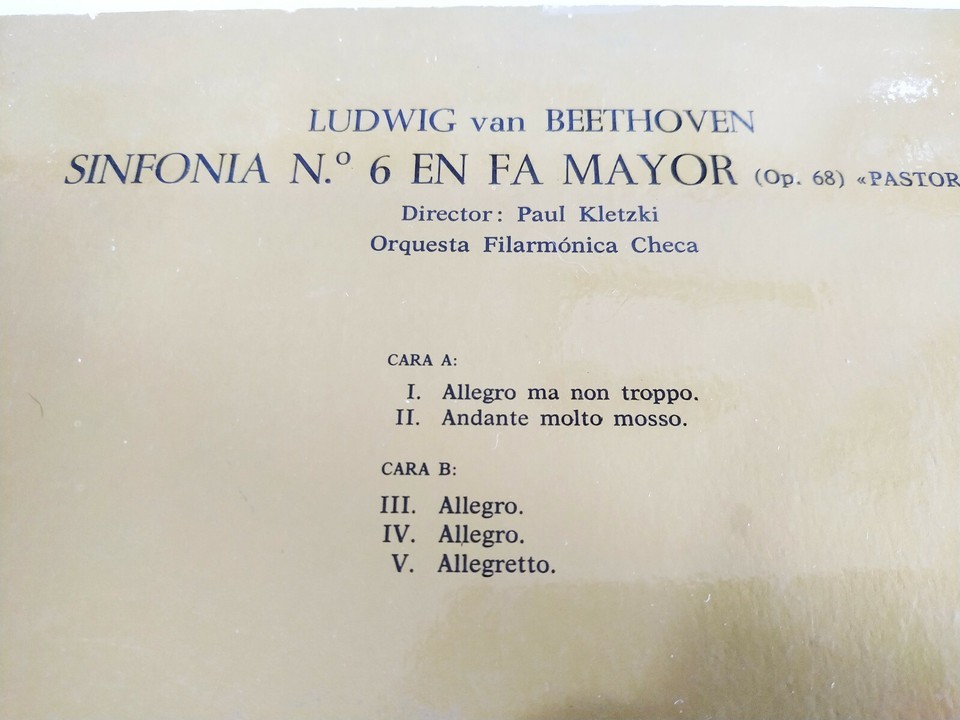 LUDWIG van BEETHOVEN
SINFONIA N.º 6 EN FA MAYOR (Op. 68) «PASTOR
Director: Paul Kletzki
Orquesta Filarmónica Checa
CARA A:
I. Allegro ma non troppo.
II. Andante molto mosso.
CARA B:
III. Allegro.
IV. Allegro.
V. Allegretto.